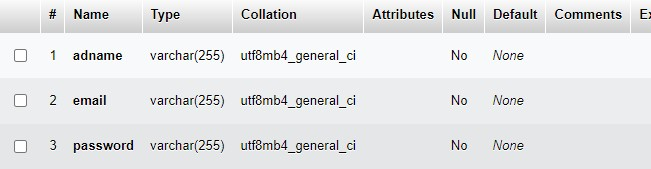 # Name Type Collation Attributes Null Default Comments Ex
1 adname varchar(255) utf8mb4_general_ci No None
2 email varchar(255) utf8mb4_general_ci No None
3 password varchar(255) utf8mb4_general_ci No None